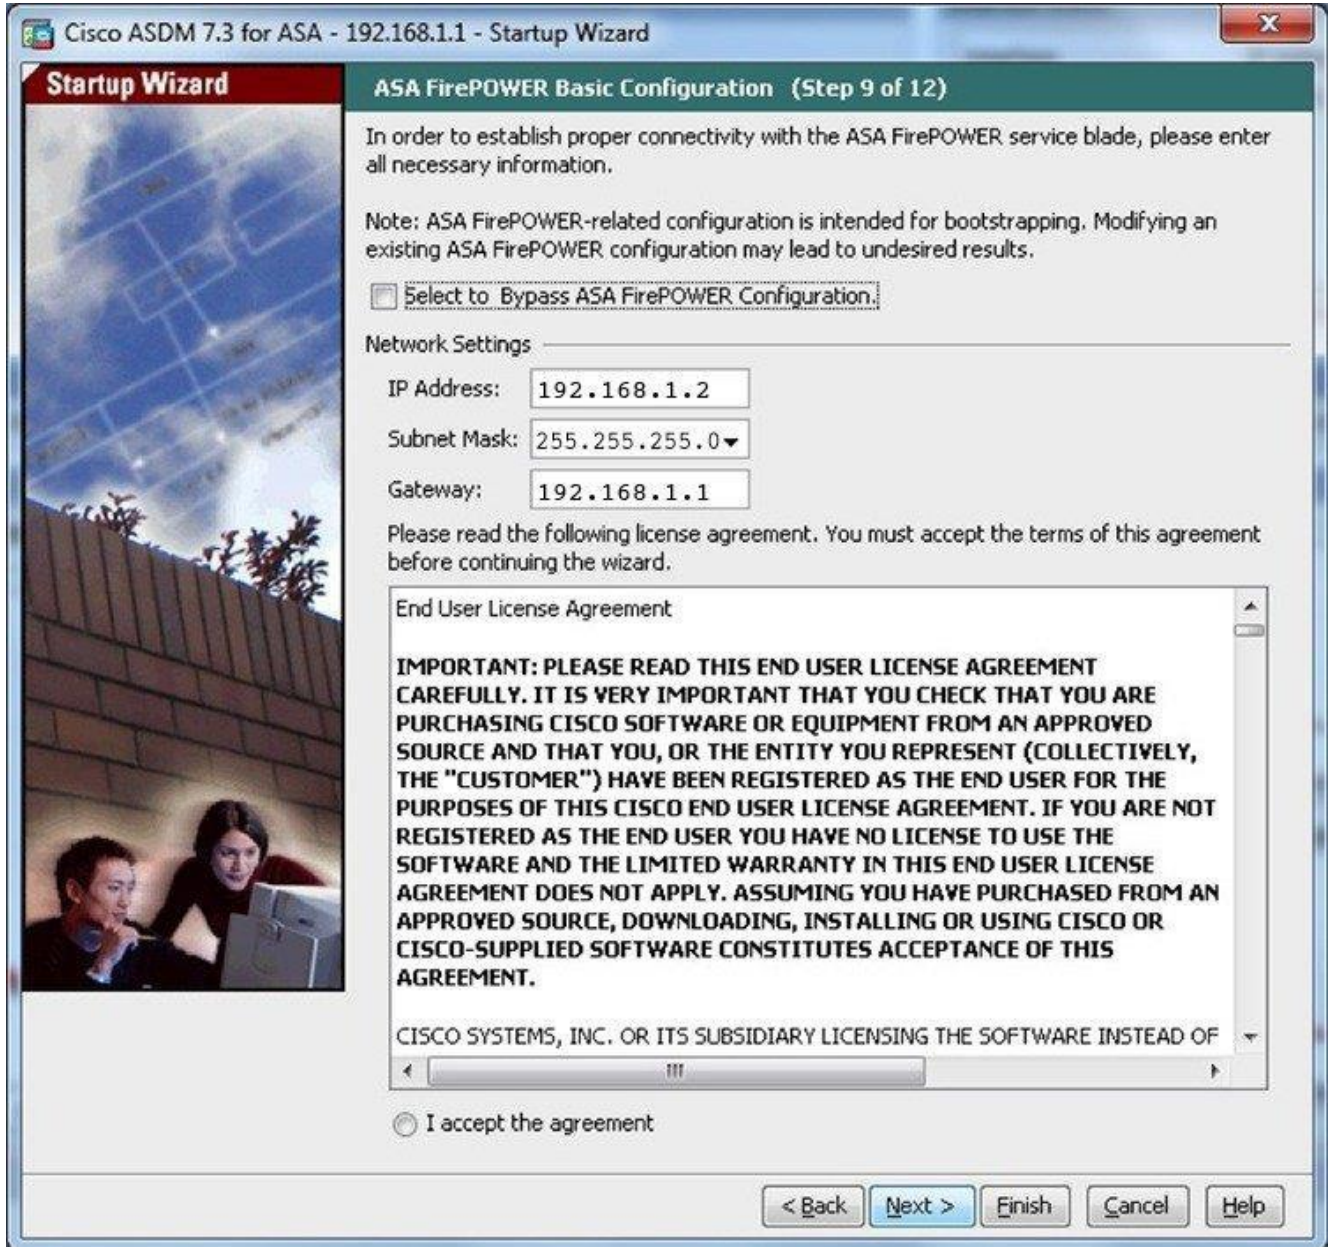 Cisco ASDM 7.3 for ASA - 192.168.1.1 - Startup Wizard
Startup Wizard
ASA FirePOWER Basic Configuration (Step 9 of 12)
In order to establish proper connectivity with the ASA FirePOWER service blade, please enter
all necessary information.
Note: ASA FirePOWER-related configuration is intended for bootstrapping. Modifying an
existing ASA FirePOWER configuration may lead to undesired results.
Select to Bypass ASA FirePOWER Configuration.
Network Settings
IP Address: 192.168.1.2
Subnet Mask: 255.255.255.0
Gateway: 192.168.1.1
Please read the following license agreement. You must accept the terms of this agreement
before continuing the wizard.
End User License Agreement
IMPORTANT: PLEASE READ THIS END USER LICENSE AGREEMENT
CAREFULLY. IT IS VERY IMPORTANT THAT YOU CHECK THAT YOU ARE
PURCHASING CISCO SOFTWARE OR EQUIPMENT FROM AN APPROVED
SOURCE AND THAT YOU, OR THE ENTITY YOU REPRESENT (COLLECTIVELY,
THE "CUSTOMER") HAVE BEEN REGISTERED AS THE END USER FOR THE
PURPOSES OF THIS CISCO END USER LICENSE AGREEMENT. IF YOU ARE NOT
REGISTERED AS THE END USER YOU HAVE NO LICENSE TO USE THE
SOFTWARE AND THE LIMITED WARRANTY IN THIS END USER LICENSE
AGREEMENT DOES NOT APPLY. ASSUMING YOU HAVE PURCHASED FROM AN
APPROVED SOURCE, DOWNLOADING, INSTALLING OR USING CISCO OR
CISCO-SUPPLIED SOFTWARE CONSTITUTES ACCEPTANCE OF THIS
AGREEMENT.
CISCO SYSTEMS, INC. OR ITS SUBSIDIARY LICENSING THE SOFTWARE INSTEAD OF
I accept the agreement
< Back Next > Finish Cancel Help